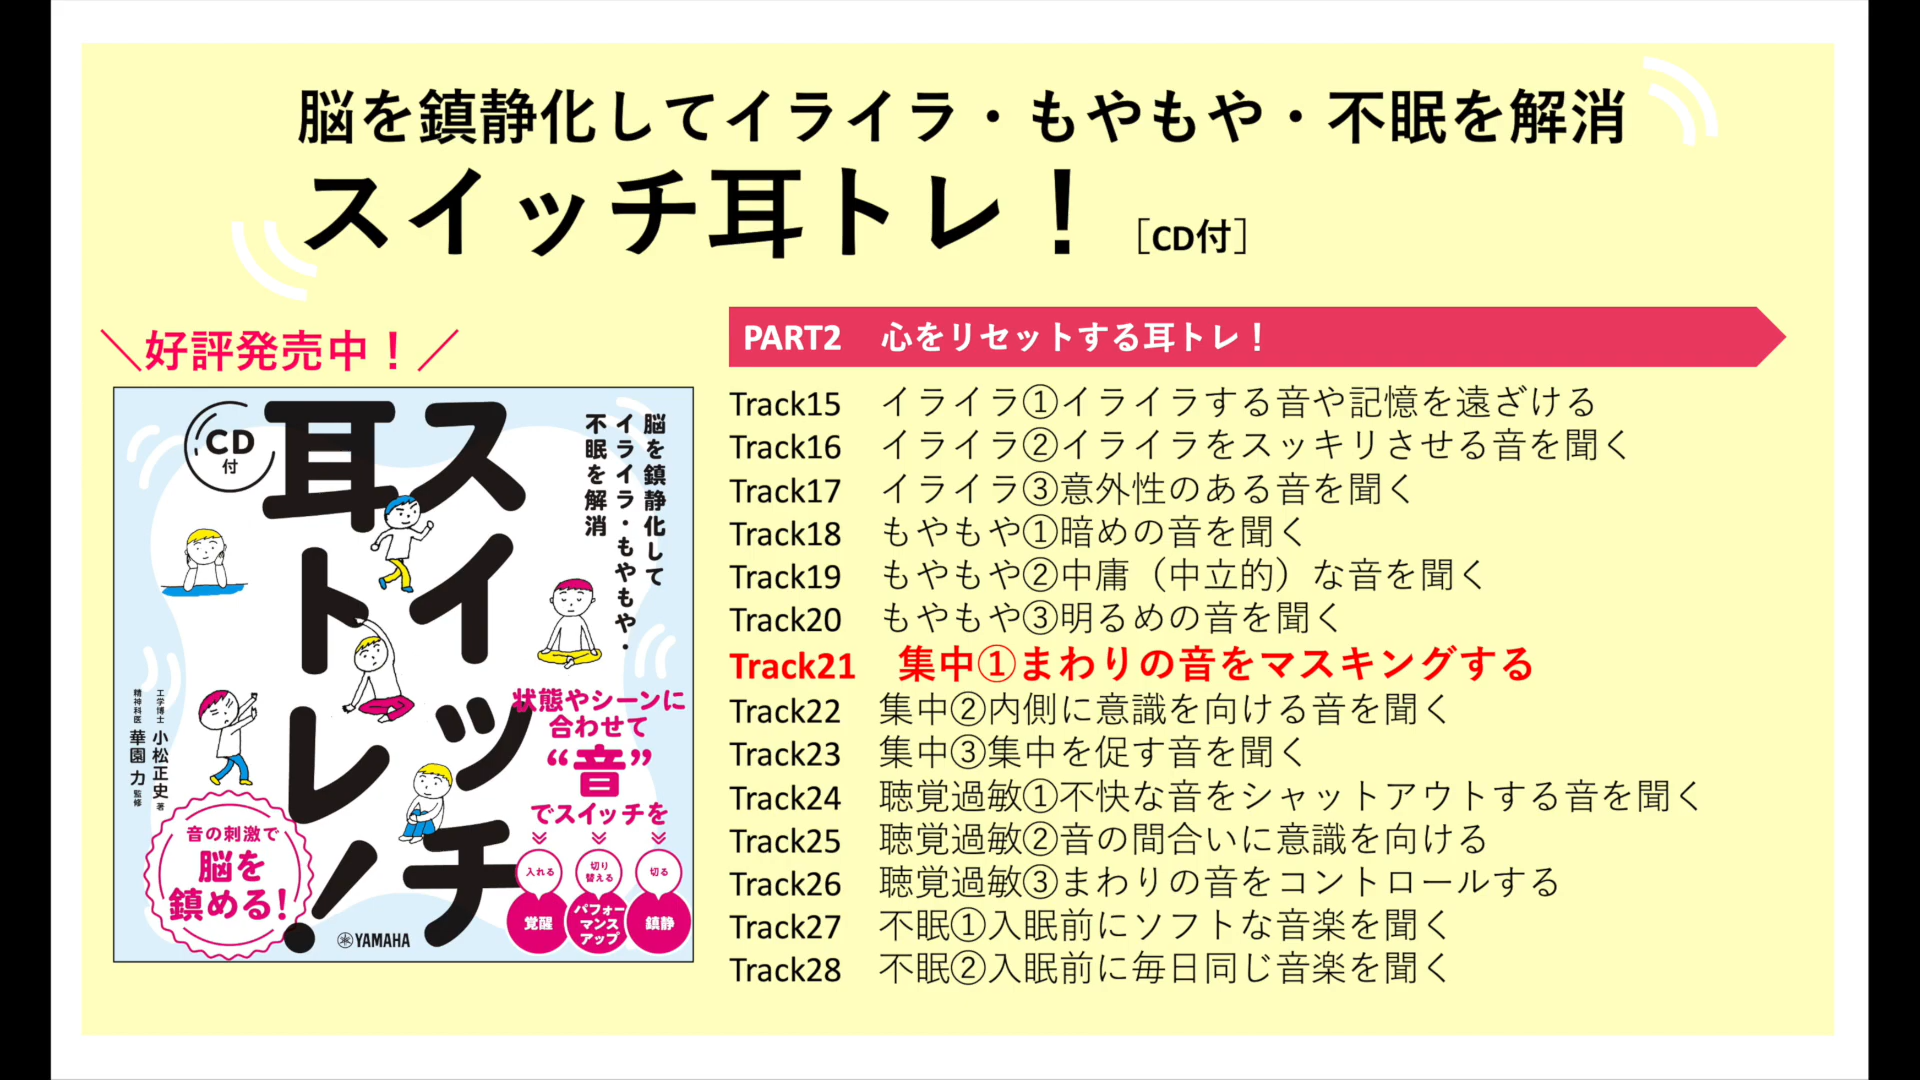 脳を鎮静化してイライラ・もやもや・不眠を解消
スイッチ耳トレ！ ［CD付］
＼好評発売中！／
CD
付
スイッチ
耳トレ！
脳を鎮静化して
イライラ・もやもや・
不眠を解消
工学博士 小松正史 著
精神科医 華園 力 監修
状態やシーンに
合わせて
“音”
でスイッチを
入れる
切り
替える
切る
覚醒
パフォー
マンス
アップ
鎮静
音の刺激で
脳を
鎮める!
YAMAHA
PART2 心をリセットする耳トレ！
Track15 イライラ①イライラする音や記憶を遠ざける
Track16 イライラ②イライラをスッキリさせる音を聞く
Track17 イライラ③意外性のある音を聞く
Track18 もやもや①暗めの音を聞く
Track19 もやもや②中庸（中立的）な音を聞く
Track20 もやもや③明るめの音を聞く
Track21 集中①まわりの音をマスキングする
Track22 集中②内側に意識を向ける音を聞く
Track23 集中③集中を促す音を聞く
Track24 聴覚過敏①不快な音をシャットアウトする音を聞く
Track25 聴覚過敏②音の間合いに意識を向ける
Track26 聴覚過敏③まわりの音をコントロールする
Track27 不眠①入眠前にソフトな音楽を聞く
Track28 不眠②入眠前に毎日同じ音楽を聞く